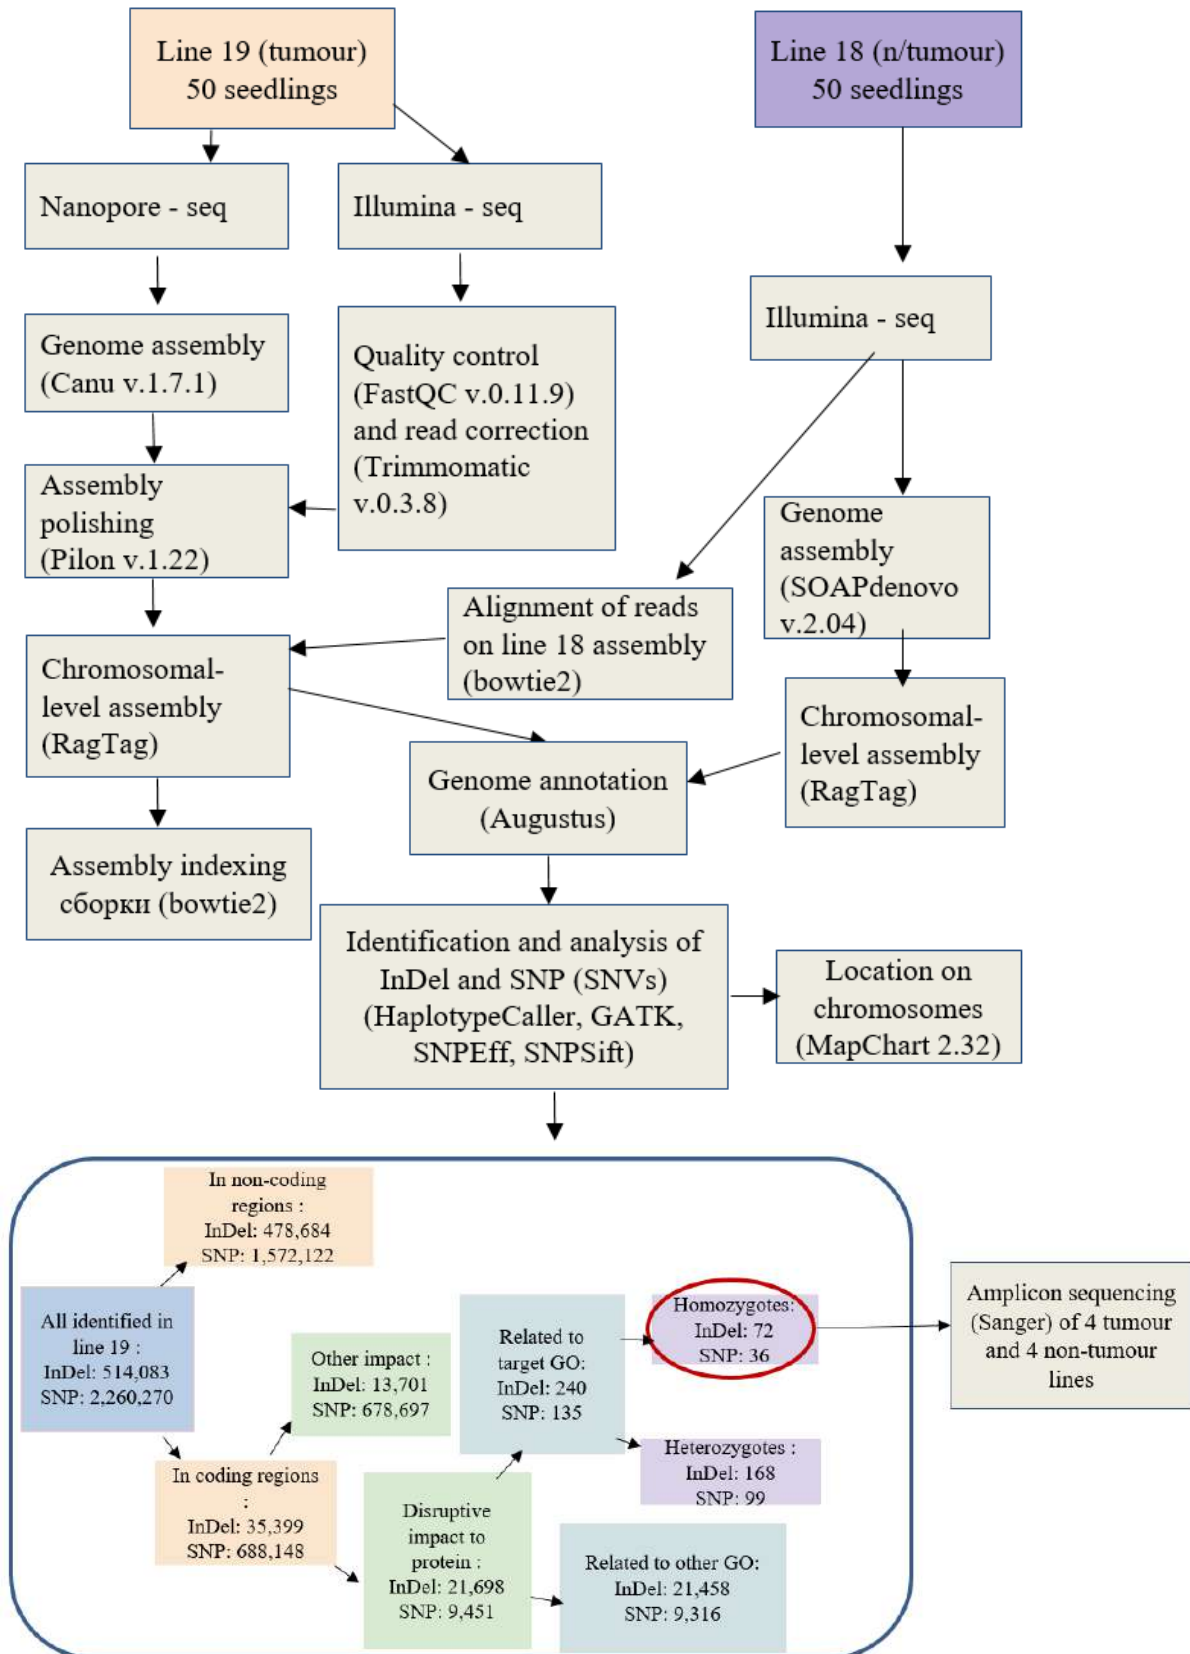 Line 19 (tumour)
50 seedlings
Line 18 (n/tumour)
50 seedlings
Nanopore - seq
Illumina - seq
Illumina - seq
Genome assembly
(Canu v.1.7.1)
Quality control
(FastQC v.0.11.9)
and read correction
(Trimmomatic
v.0.3.8)
Assembly
polishing
(Pilon v.1.22)
Genome
assembly
(SOAPdenovo
v.2.04)
Alignment of reads
on line 18 assembly
(bowtie2)
Chromosomal-
level assembly
(RagTag)
Chromosomal-
level assembly
(RagTag)
Genome annotation
(Augustus)
Assembly indexing
сборки (bowtie2)
Identification and analysis of
InDel and SNP (SNVs)
(HaplotypeCaller, GATK,
SNPEff, SNPSift)
Location on
chromosomes
(MapChart 2.32)
In non-coding
regions :
InDel: 478,684
SNP: 1,572,122
All identified in
line 19 :
InDel: 514,083
SNP: 2,260,270
Other impact :
InDel: 13,701
SNP: 678,697
Related to
target GO:
InDel: 240
SNP: 135
Homozygotes:
InDel: 72
SNP: 36
Amplicon sequencing
(Sanger) of 4 tumour
and 4 non-tumour
lines
In coding regions
:
InDel: 35,399
SNP: 688,148
Heterozygotes :
InDel: 168
SNP: 99
Disruptive
impact to
protein :
InDel: 21,698
SNP: 9,451
Related to other GO:
InDel: 21,458
SNP: 9,316